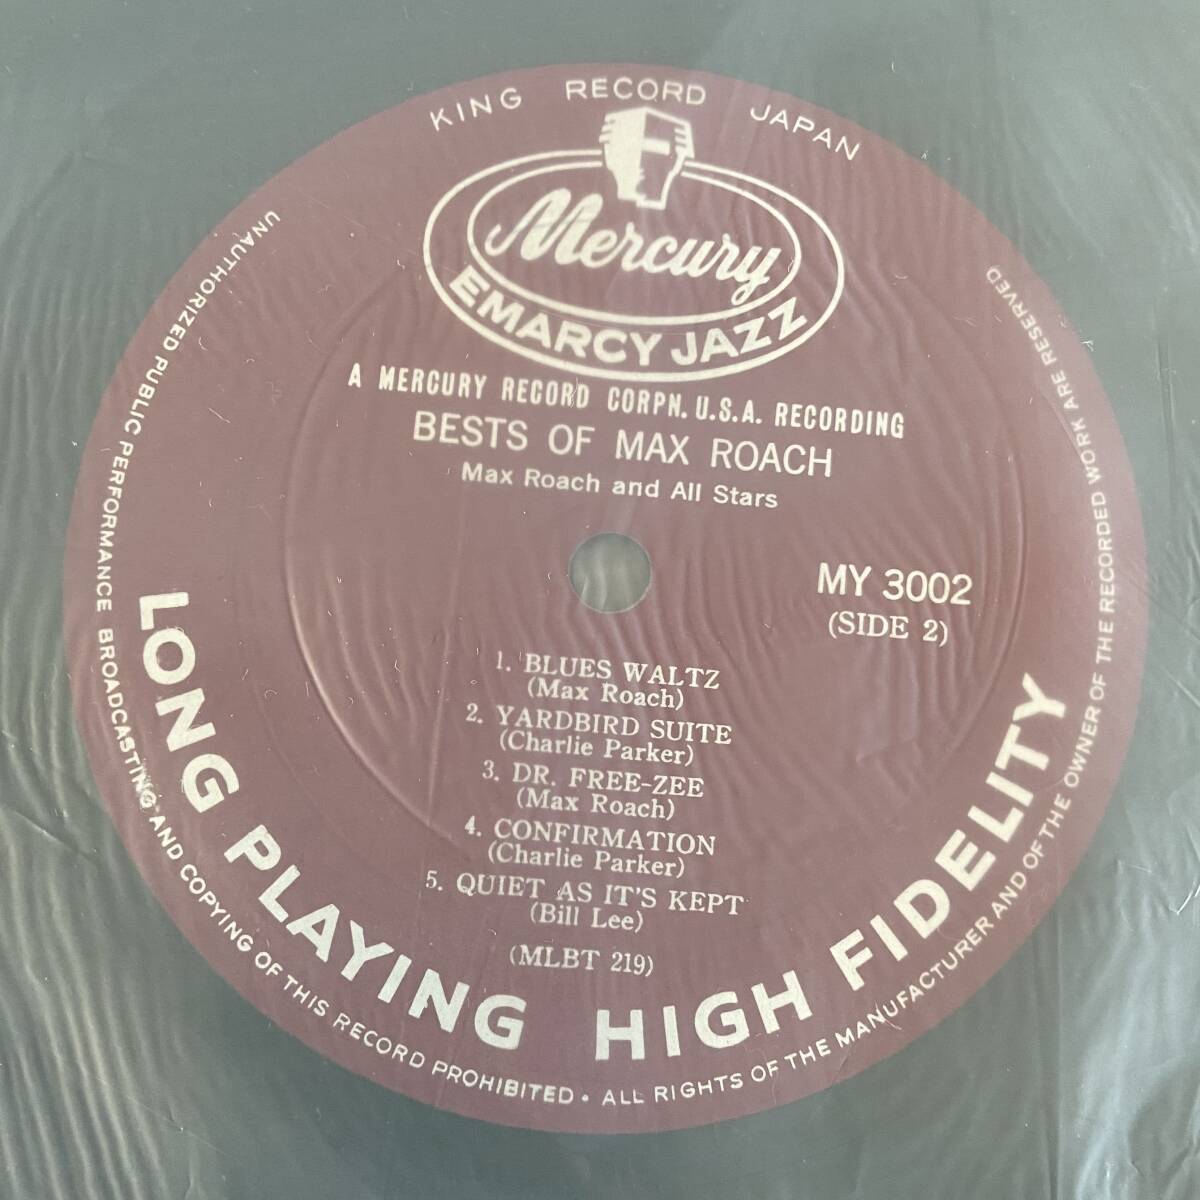 KING RECORD JAPAN
Mercury
EMARCY JAZZ
A MERCURY RECORD CORPN. U.S.A. RECORDING
BESTS OF MAX ROACH
Max Roach and All Stars
MY 3002
(SIDE 2)
1. BLUES WALTZ
(Max Roach)
2. YARDBIRD SUITE
(Charlie Parker)
3. DR. FREE-ZEE
(Max Roach)
4. CONFIRMATION
(Charlie Parker)
5. QUIET AS IT'S KEPT
(Bill Lee)
(MLBT 219)
LONG PLAYING HIGH FIDELITY
UNAUTHORIZED PUBLIC PERFORMANCE BROADCASTING AND COPYING OF THIS RECORD PROHIBITED • ALL RIGHTS OF THE MANUFACTURER AND OF THE OWNER OF THE RECORDED WORK ARE RESERVED